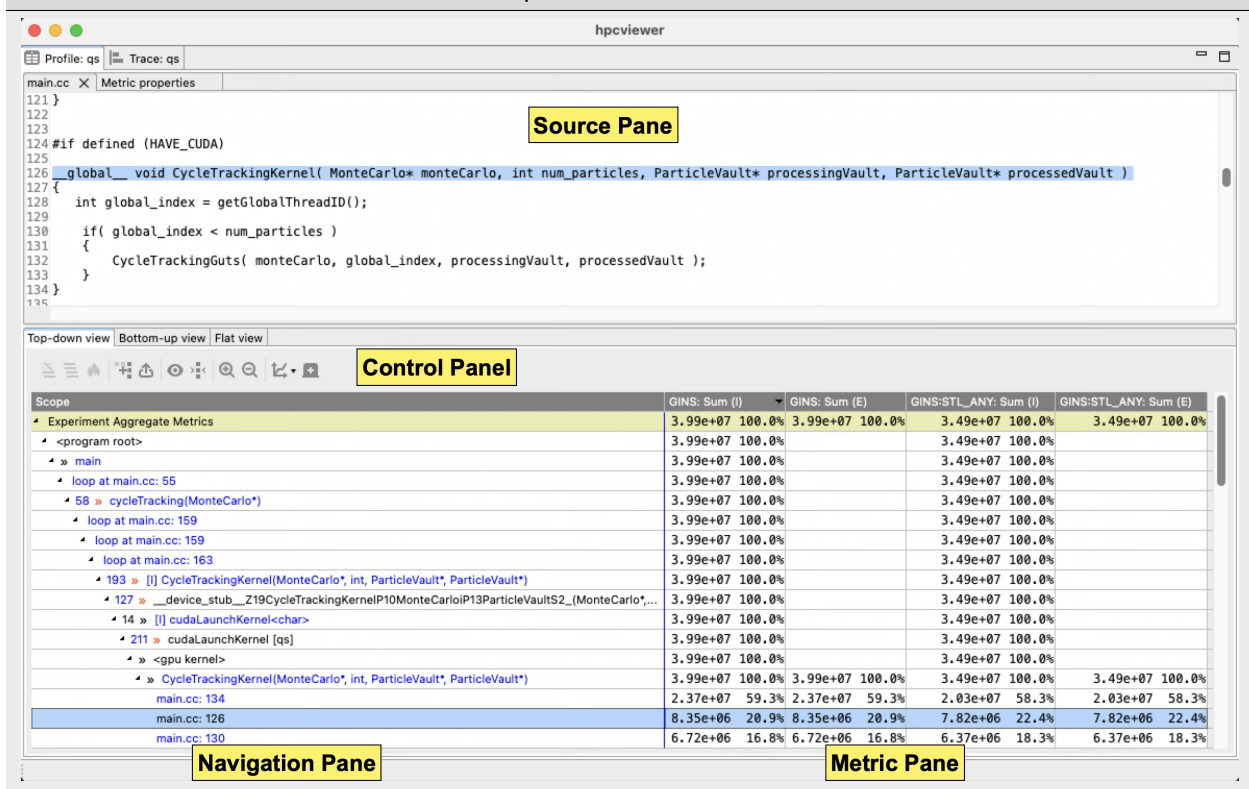 hpcviewer
Profile: qs Trace: qs
main.cc Metric properties
121 }
122
123
124 #if defined (HAVE_CUDA)
125
126 __global__ void CycleTrackingKernel( MonteCarlo* monteCarlo, int num_particles, ParticleVault* processingVault, ParticleVault* processedVault )
127 {
128 int global_index = getGlobalThreadID();
129
130 if( global_index < num_particles )
131 {
132 CycleTrackingGuts( monteCarlo, global_index, processingVault, processedVault );
133 }
134 }
135
Source Pane
Top-down view Bottom-up view Flat view
Control Panel
Scope GINS: Sum (I) GINS: Sum (E) GINS:STL_ANY: Sum (I) GINS:STL_ANY: Sum (E)
Experiment Aggregate Metrics 3.99e+07 100.0% 3.99e+07 100.0% 3.49e+07 100.0% 3.49e+07 100.0%
<program root> 3.99e+07 100.0% 3.49e+07 100.0%
» main 3.99e+07 100.0% 3.49e+07 100.0%
loop at main.cc: 55 3.99e+07 100.0% 3.49e+07 100.0%
58 » cycleTracking(MonteCarlo*) 3.99e+07 100.0% 3.49e+07 100.0%
loop at main.cc: 159 3.99e+07 100.0% 3.49e+07 100.0%
loop at main.cc: 159 3.99e+07 100.0% 3.49e+07 100.0%
loop at main.cc: 163 3.99e+07 100.0% 3.49e+07 100.0%
193 » [I] CycleTrackingKernel(MonteCarlo*, int, ParticleVault*, ParticleVault*) 3.99e+07 100.0% 3.49e+07 100.0%
127 » __device_stub__Z19CycleTrackingKernelP10MonteCarloiP13ParticleVaultS2_(MonteCarlo*,... 3.99e+07 100.0% 3.49e+07 100.0%
14 » [I] cudaLaunchKernel<char> 3.99e+07 100.0% 3.49e+07 100.0%
211 » cudaLaunchKernel [qs] 3.99e+07 100.0% 3.49e+07 100.0%
» <gpu kernel> 3.99e+07 100.0% 3.49e+07 100.0%
» CycleTrackingKernel(MonteCarlo*, int, ParticleVault*, ParticleVault*) 3.99e+07 100.0% 3.99e+07 100.0% 3.49e+07 100.0% 3.49e+07 100.0%
main.cc: 134 2.37e+07 59.3% 2.37e+07 59.3% 2.03e+07 58.3% 2.03e+07 58.3%
main.cc: 126 8.35e+06 20.9% 8.35e+06 20.9% 7.82e+06 22.4% 7.82e+06 22.4%
main.cc: 130 6.72e+06 16.8% 6.72e+06 16.8% 6.37e+06 18.3% 6.37e+06 18.3%
Navigation Pane Metric Pane